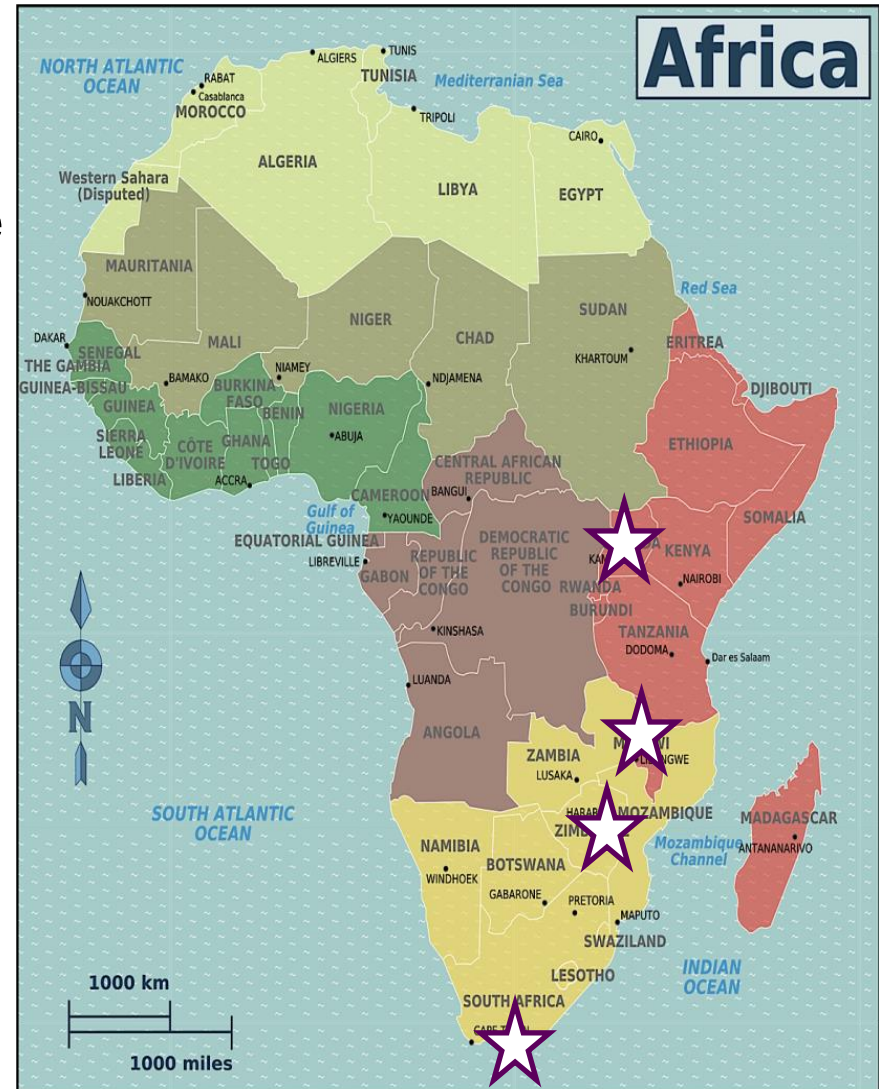 Africa
NORTH ATLANTIC
OCEAN
RABAT
Casablanca
MOROCCO
ALGIERS
TUNIS
TUNISIA
Mediterranian Sea
TRIPOLI
CAIRO
ALGERIA
LIBYA
EGYPT
Western Sahara
(Disputed)
MAURITANIA
NOUAKCHOTT
MALI
NIGER
CHAD
SUDAN
KHARTOUM
Red Sea
ERITREA
DJIBOUTI
DAKAR
SENEGAL
THE GAMBIA
GUINEA-BISSAU
GUINEA
BAMAKO
NIAMEY
BURKINA
FASO
BENIN
NIGERIA
ABUJA
NDJAMENA
SIERRA
LEONE
LIBERIA
CÔTE
D'IVOIRE
GHANA
TOGO
ACCRA
CAMEROON
YAOUNDE
CENTRAL AFRICAN
REPUBLIC
BANGUI
ETHIOPIA
SOMALIA
Gulf of
Guinea
EQUATORIAL GUINEA
LIBREVILLE
GABON
REPUBLIC
OF THE
CONGO
DEMOCRATIC
REPUBLIC
OF THE
CONGO
KENYA
NAIROBI
RWANDA
BURUNDI
KINSHASA
TANZANIA
DODOMA
Dar es Salaam
LUANDA
ANGOLA
N
ZAMBIA
LUSAKA
MOZAMBIQUE
MADAGASCAR
ANTANANARIVO
Mozambique
Channel
SOUTH ATLANTIC
OCEAN
NAMIBIA
WINDHOEK
BOTSWANA
GABARONE
PRETORIA
MAPUTO
SWAZILAND
LESOTHO
SOUTH AFRICA
INDIAN
OCEAN
1000 km
1000 miles